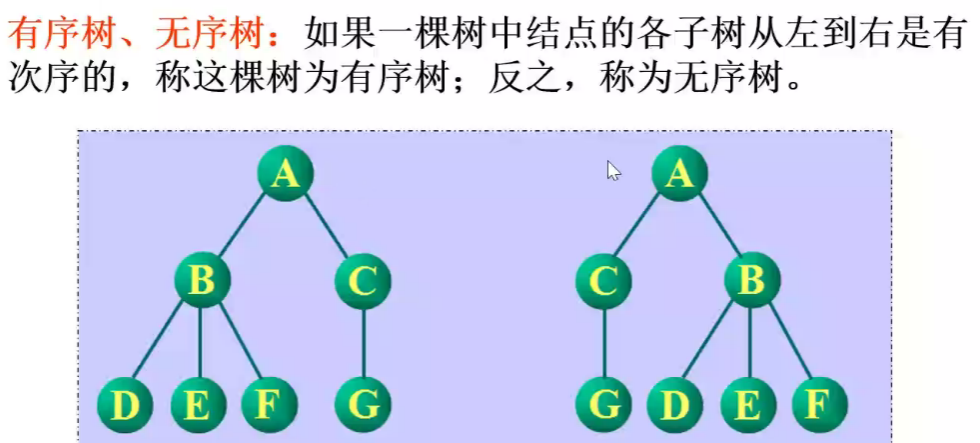 有序树、无序树：如果一棵树中结点的各子树从左到右是有
次序的，称这棵树为有序树；反之，称为无序树。
A A
B C C B
D E F G G D E F